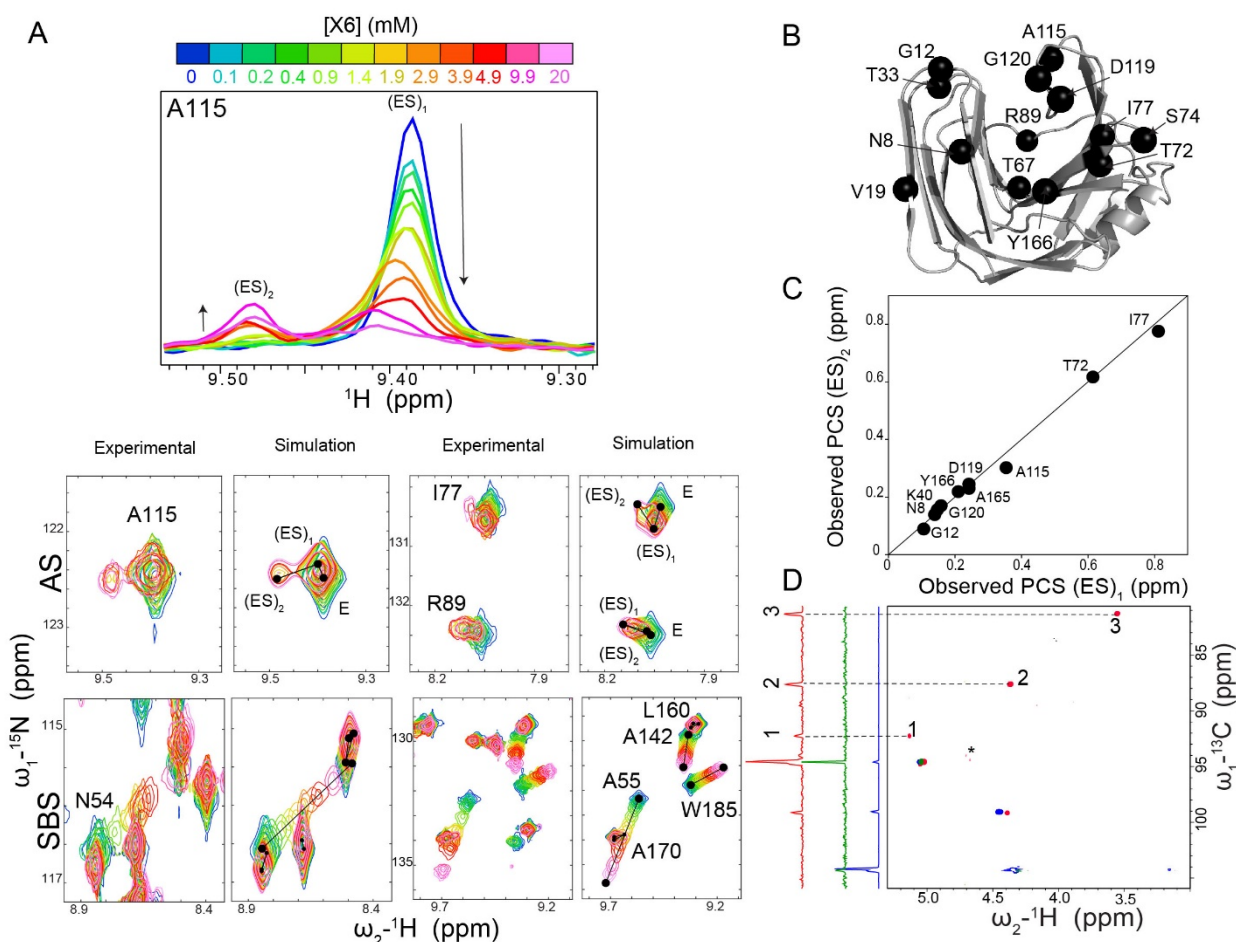 A
[X6] (mM)
0 0.1 0.2 0.4 0.9 1.4 1.9 2.9 3.9 4.9 9.9 20
A115
(ES)1
(ES)2
9.50 9.40 9.30
1H (ppm)
Experimental Simulation Experimental Simulation
AS
122
123
A115
9.5 9.3
(ES)1
(ES)2
E
9.5 9.3
I77
R89
131
132
8.2 7.9
(ES)2
E
(ES)1
(ES)1
E
(ES)2
8.2 7.9
ω1-15N (ppm)
SBS
115
117
N54
8.9 8.4
8.9 8.4
130
135
9.7 9.2
L160
A142
A55
W185
A170
9.7 9.2
ω2-1H (ppm)
B
A115
G12
G120
D119
T33
I77
S74
R89
N8
T67
T72
V19
Y166
C
Observed PCS (ES)2 (ppm)
0.8
0.6
0.4
0.2
0
I77
T72
D119
A115
Y166
A165
K40
N8
G120
G12
0 0.2 0.4 0.6 0.8
Observed PCS (ES)1 (ppm)
D
3
3
2
2
1
1
*
85
90
95
100
ω1-13C (ppm)
5.0 4.5 4.0 3.5
ω2-1H (ppm)